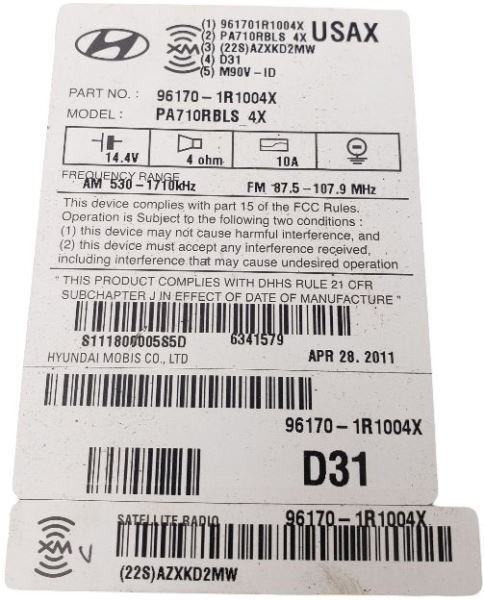 (1) 961701R1004X USAX
(2) PA710RBLS 4X
XM (3) (22S)AZXKD2MW
(4) D31
(5) M90V-ID
PART NO. : 96170-1R1004X
MODEL : PA710RBLS 4X
14.4V 4 ohm 10A
FREQUENCY RANGE
AM 530-1710kHz FM 87.5-107.9 MHz
This device complies with part 15 of the FCC Rules.
Operation is Subject to the following two conditions :
(1) this device may not cause harmful interference, and
(2) this device must accept any interference received,
including interference that may cause undesired operation
"THIS PRODUCT COMPLIES WITH DHHS RULE 21 CFR
SUBCHAPTER J IN EFFECT OF DATE OF MANUFACTURE"
S111800005S5D 6341579
HYUNDAI MOBIS CO., LTD APR 28. 2011
96170-1R1004X
D31
SATELLITE RADIO 96170-1R1004X
XM V
(22S)AZXKD2MW